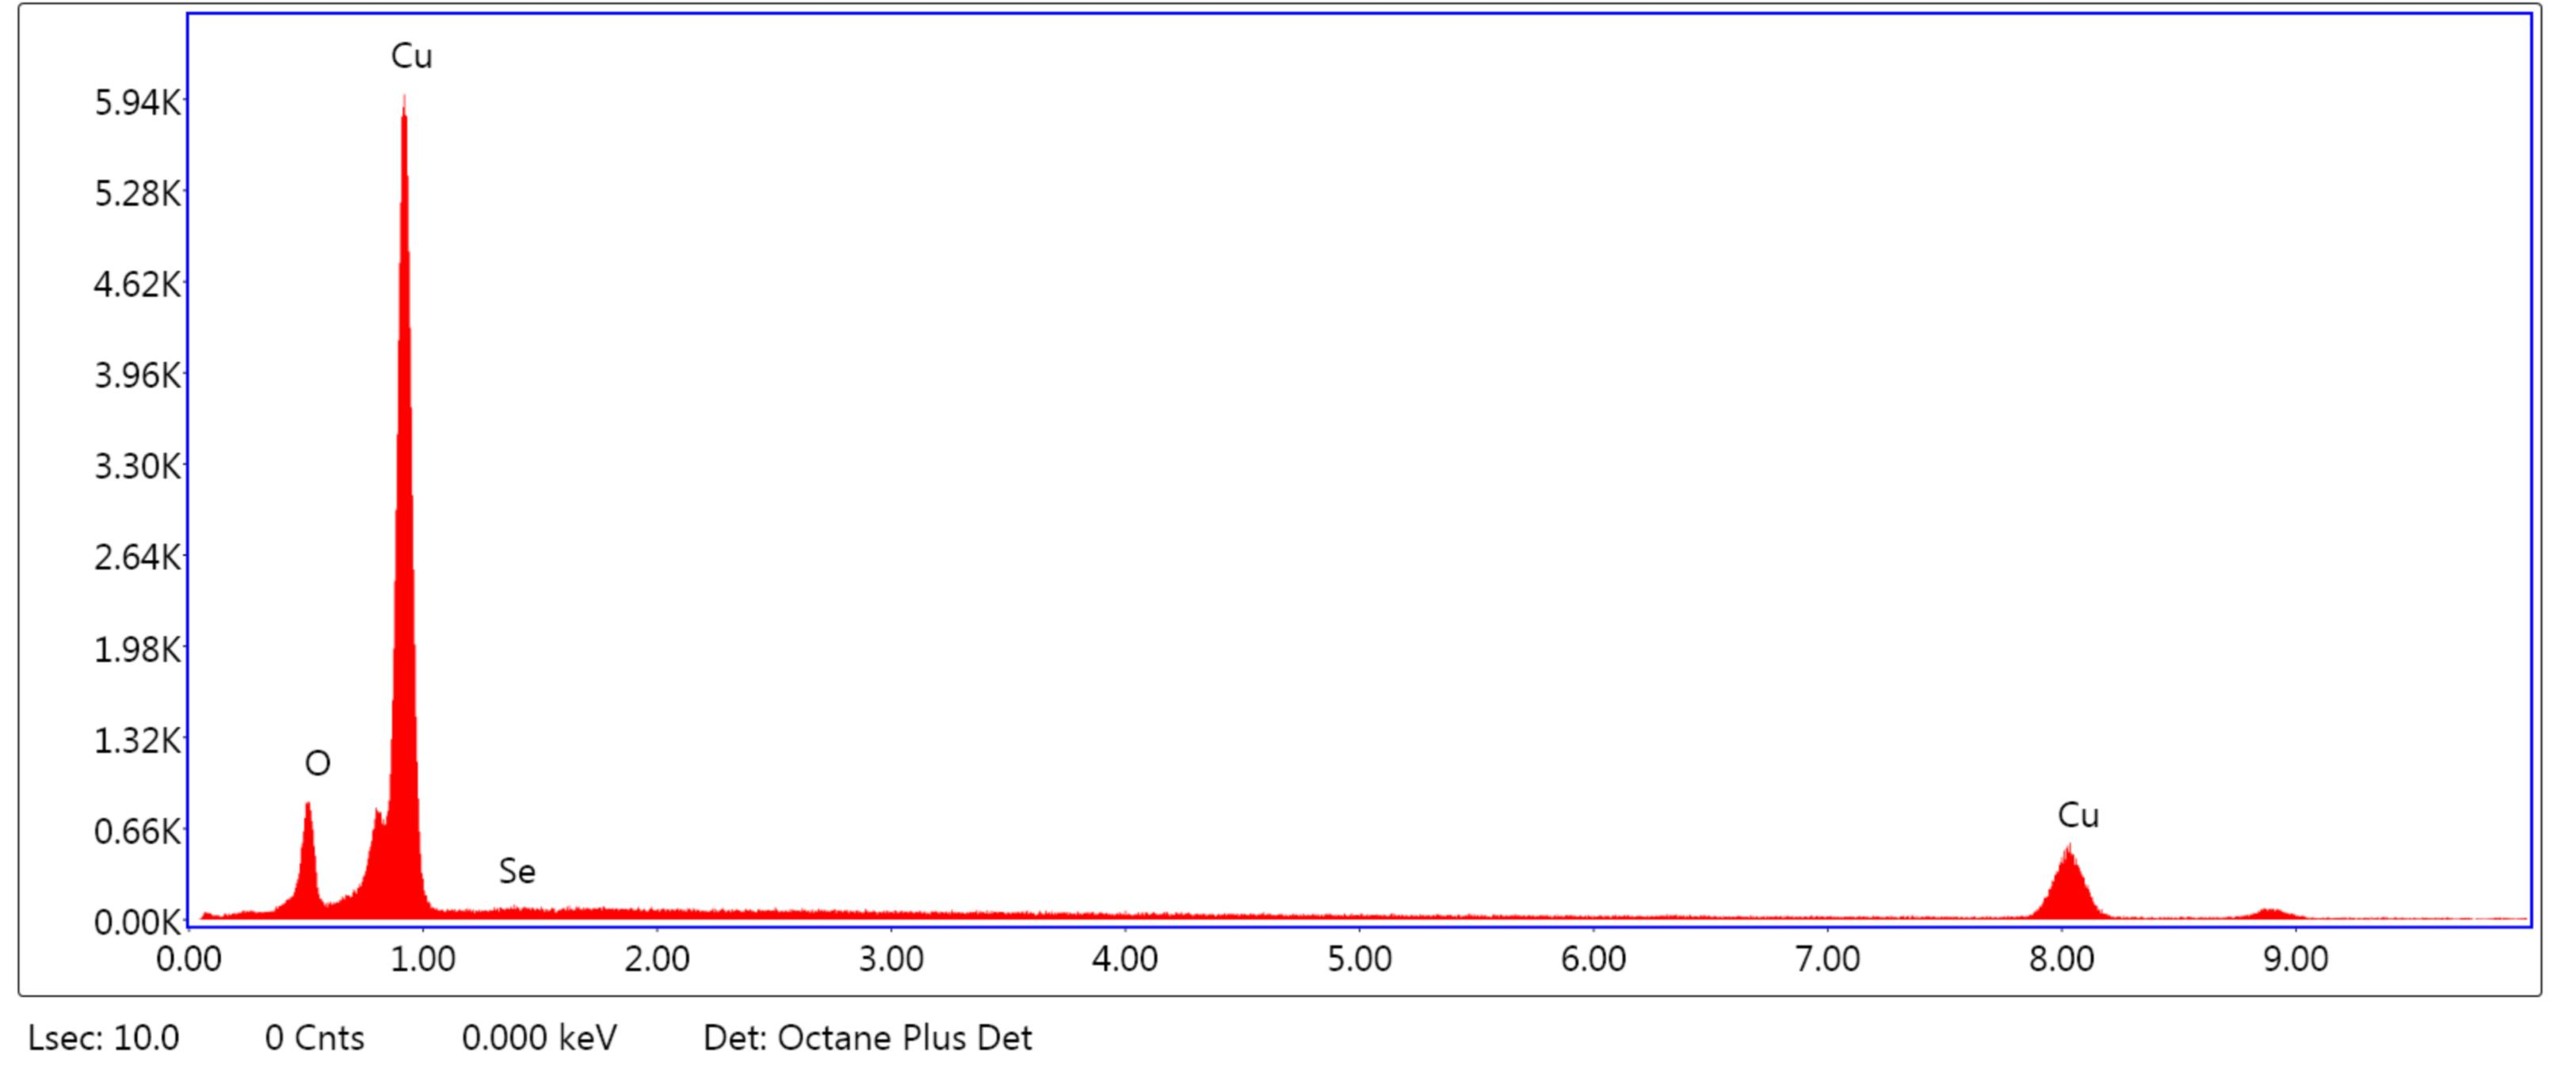 Cu
5.94K
5.28K
4.62K
3.96K
3.30K
2.64K
1.98K
1.32K
O
Cu
0.66K
Se
0.00K
0.00 1.00 2.00 3.00 4.00 5.00 6.00 7.00 8.00 9.00
Lsec: 10.0 0 Cnts 0.000 keV Det: Octane Plus Det